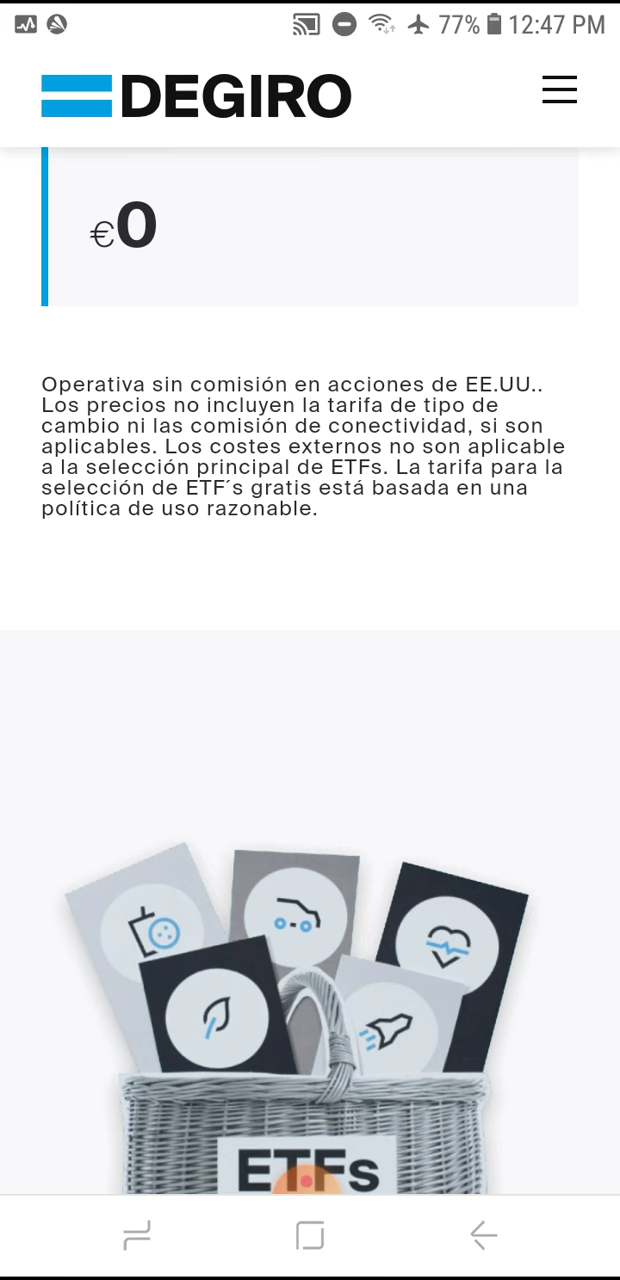 77% 12:47 PM
DEGIRO
€0
Operativa sin comisión en acciones de EE.UU..
Los precios no incluyen la tarifa de tipo de
cambio ni las comisión de conectividad, si son
aplicables. Los costes externos no son aplicable
a la selección principal de ETFs. La tarifa para la
selección de ETF´s gratis está basada en una
política de uso razonable.
ETFs